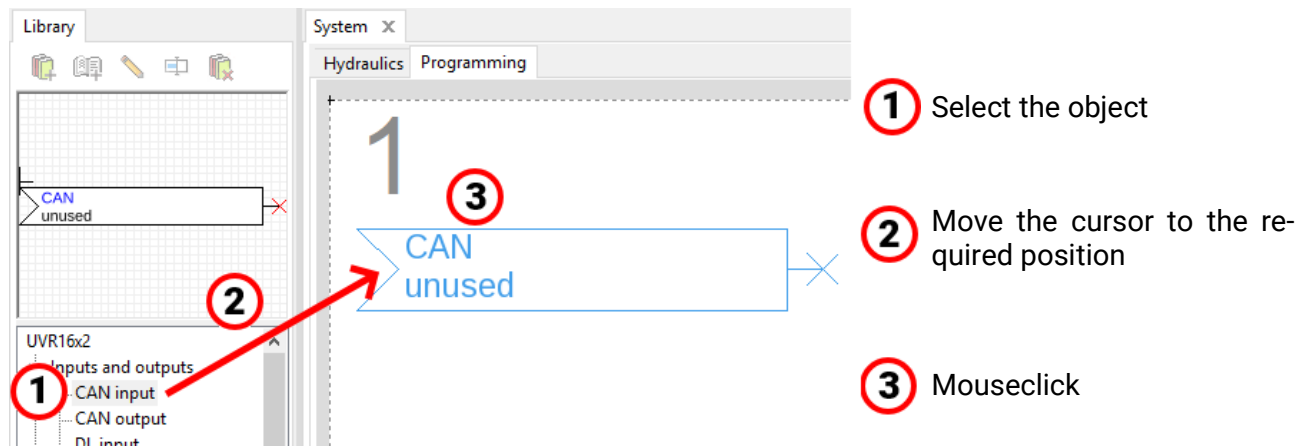 Library
System X
Hydraulics Programming
1
CAN
unused
3
CAN
unused
2
UVR16x2
Inputs and outputs
1
CAN input
CAN output
DL input
1 Select the object
2 Move the cursor to the re-
quired position
3 Mouseclick